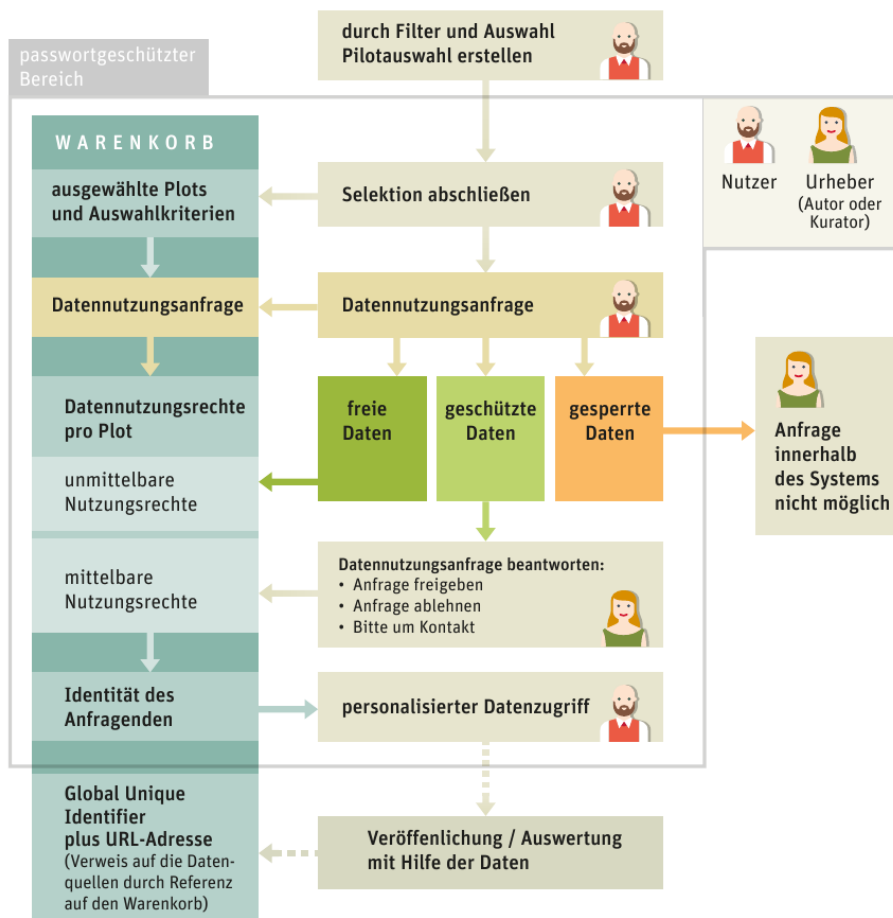 durch Filter und Auswahl
Pilotauswahl erstellen
passwortgeschützter
Bereich
WARENKORB
ausgewählte Plots
und Auswahlkriterien
Selektion abschließen
Nutzer
Urheber
(Autor oder
Kurator)
Datennutzungsanfrage
Datennutzungsanfrage
Datennutzungsrechte
pro Plot
freie
Daten
geschützte
Daten
gesperrte
Daten
Anfrage
innerhalb
des Systems
nicht möglich
unmittelbare
Nutzungsrechte
mittelbare
Nutzungsrechte
Datennutzungsanfrage beantworten:
• Anfrage freigeben
• Anfrage ablehnen
• Bitte um Kontakt
Identität des
Anfragenden
personalisierter Datenzugriff
Global Unique
Identifier
plus URL-Adresse
(Verweis auf die Daten-
quellen durch Referenz
auf den Warenkorb)
Veröffenlichung / Auswertung
mit Hilfe der Daten